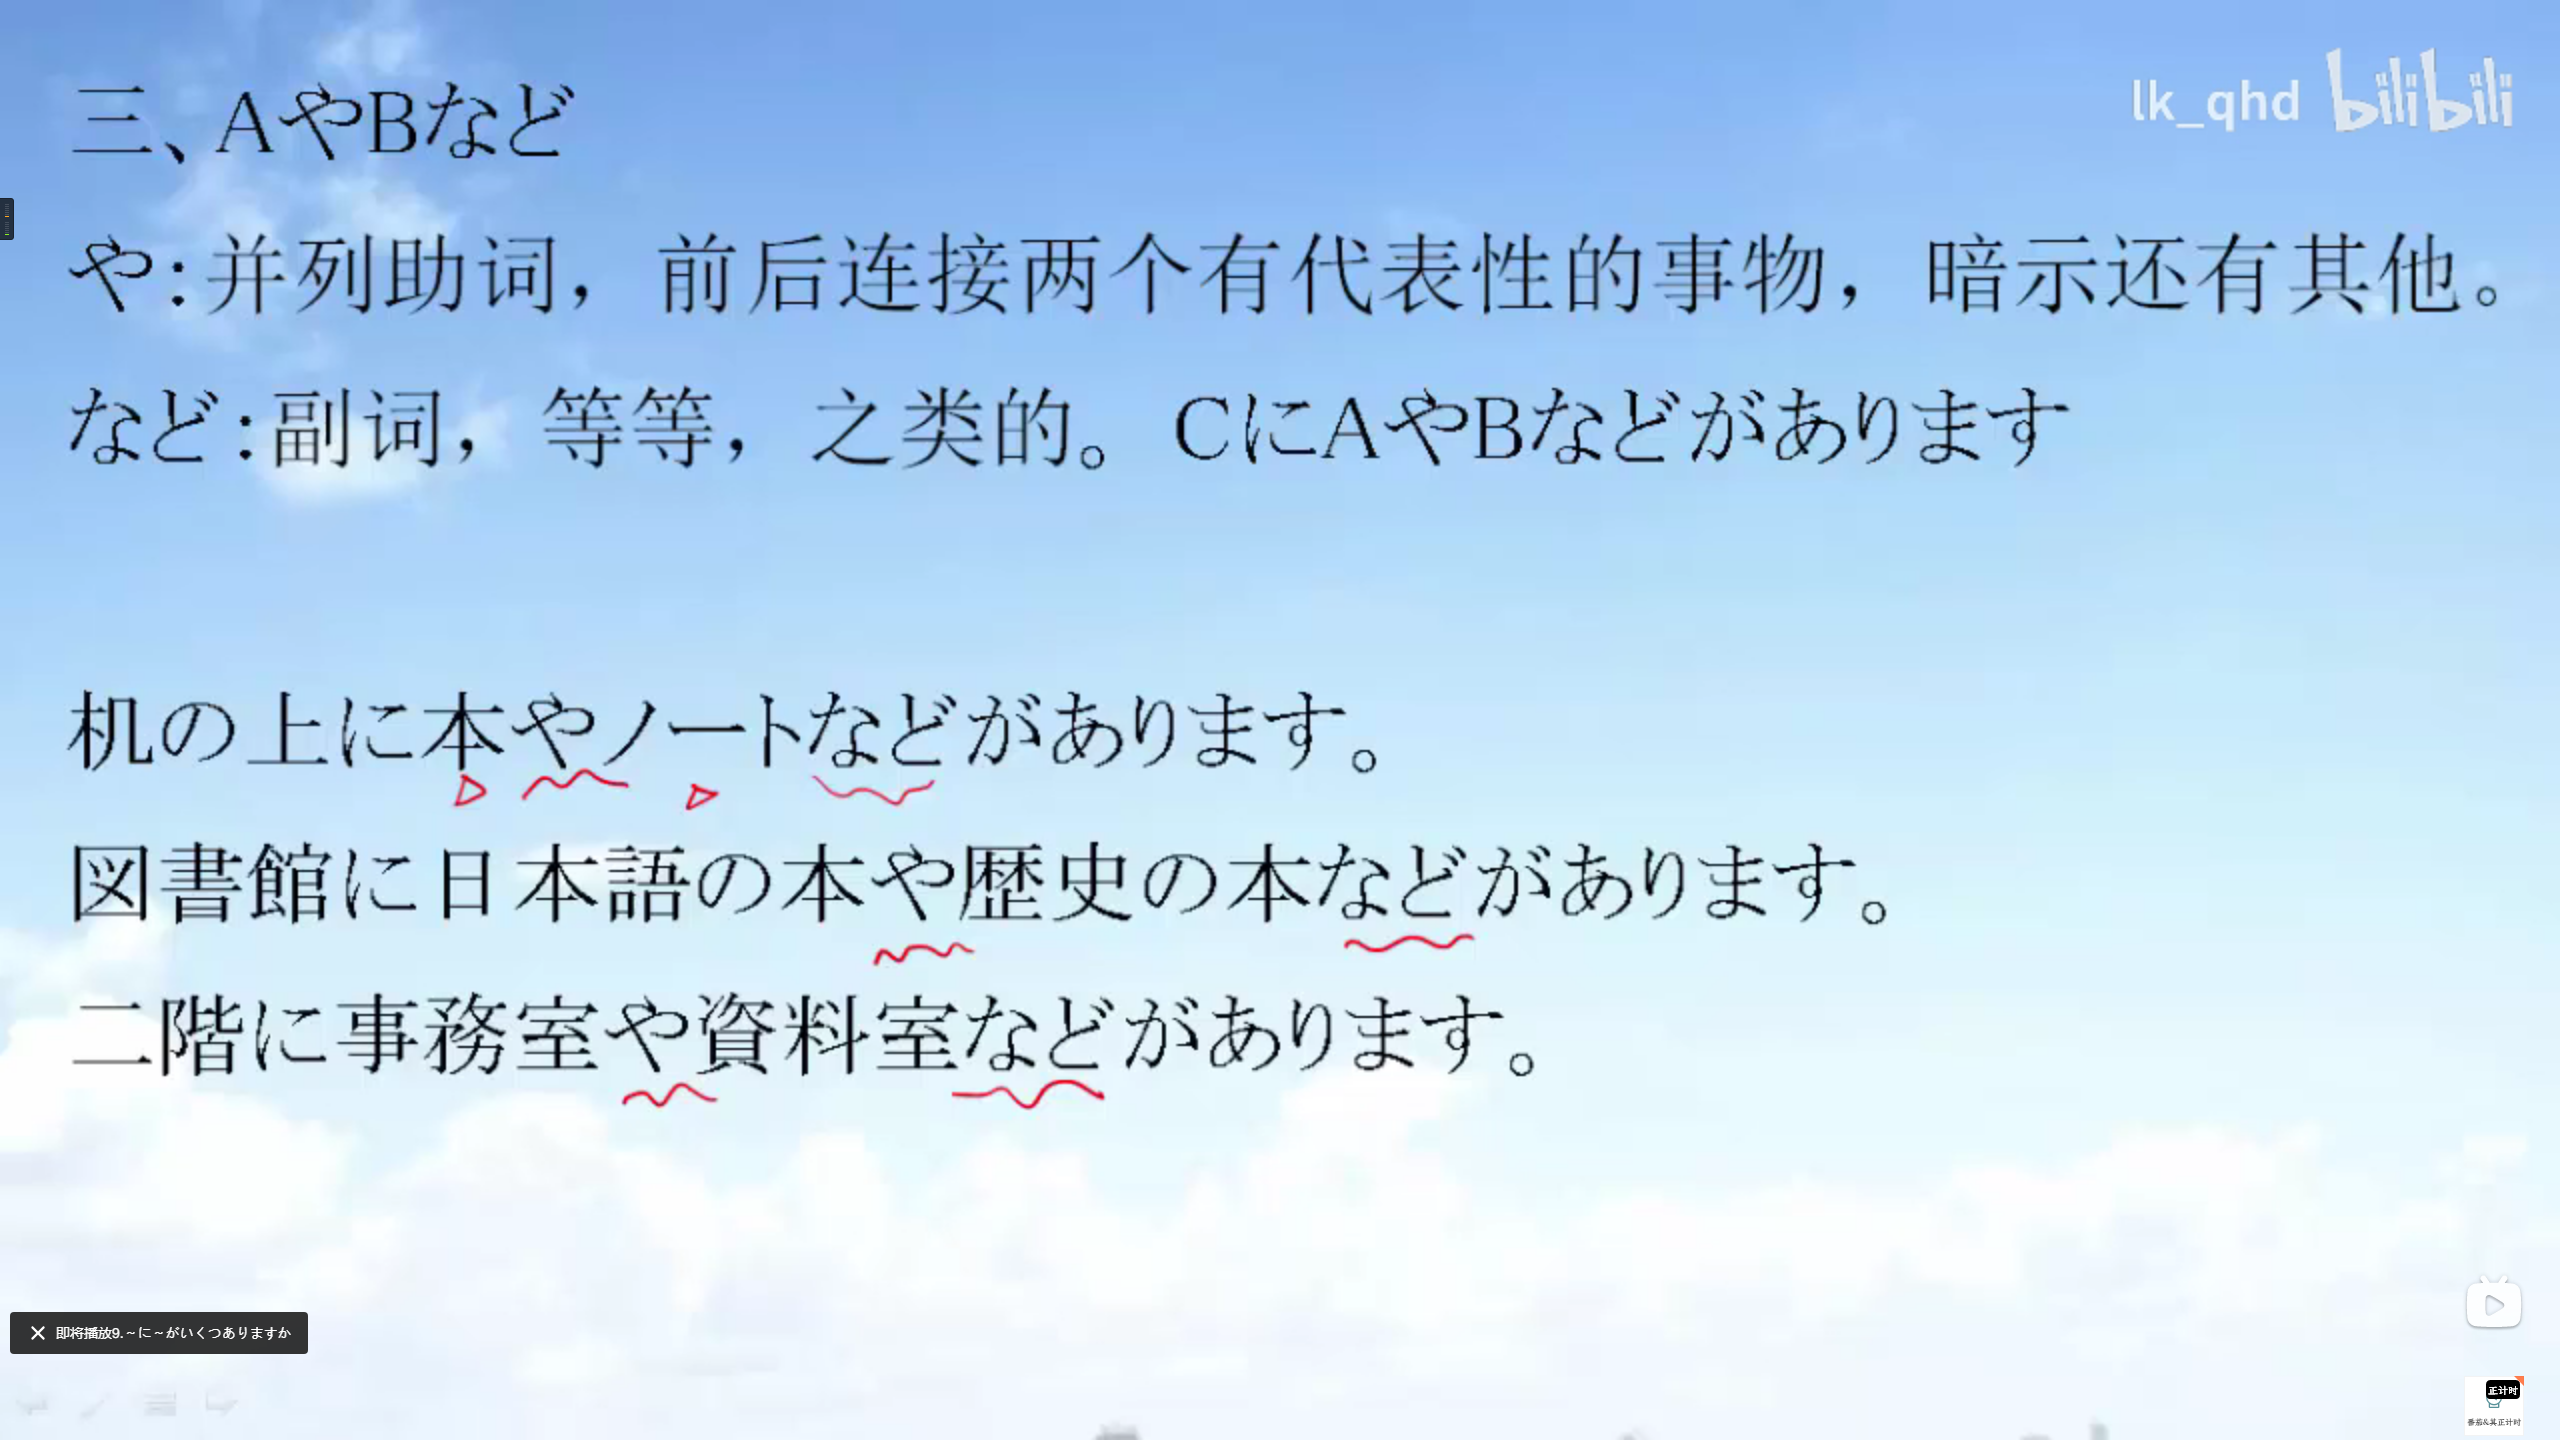 lk_qhd bilibili
三、AやBなど
や：并列助词，前后连接两个有代表性的事物，暗示还有其他。
など：副词，等等，之类的。CにAやBなどがあります
机の上に本やノートなどがあります。
図書館に日本語の本や歴史の本などがあります。
二階に事務室や資料室などがあります。
即将播放9.～に～がいくつありますか
正计时
番茄&其正计时